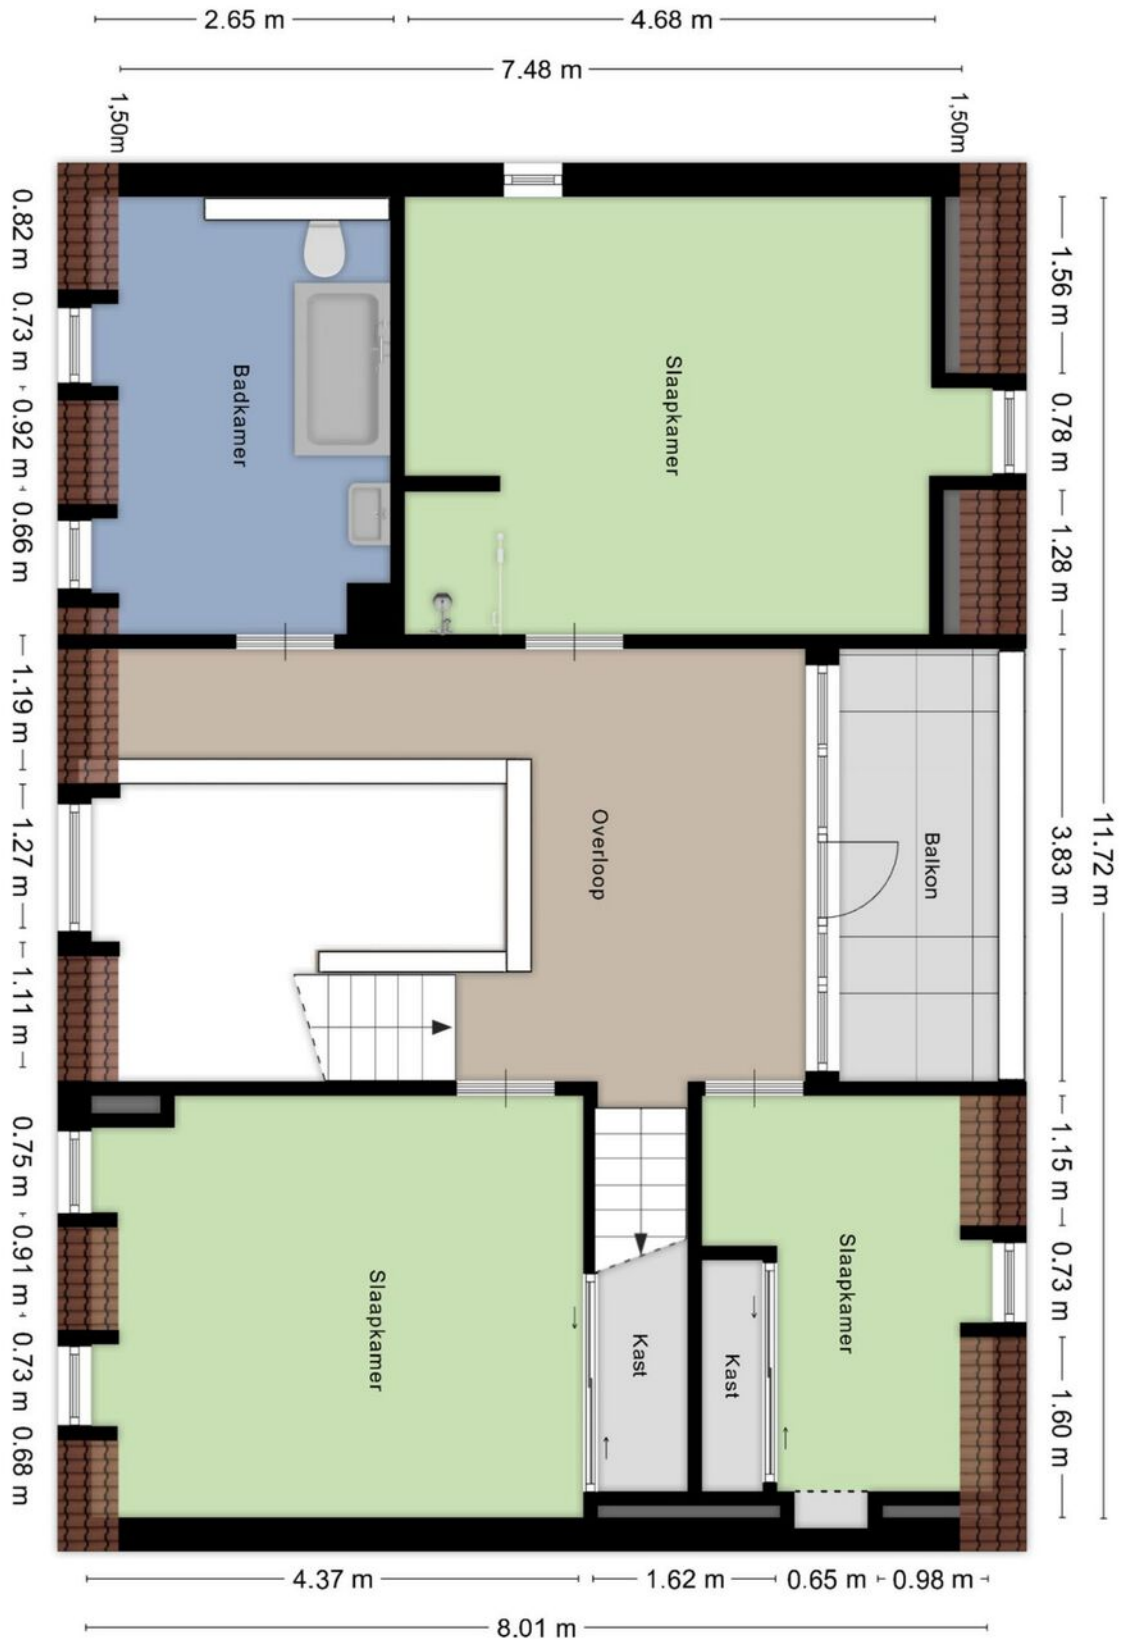 2.65 m
4.68 m
7.48 m
1,50m
1,50m
0.82 m
0.73 m
0.92 m
0.66 m
1.19 m
1.27 m
1.11 m
0.75 m
0.91 m
0.73 m
0.68 m
Badkamer
Slaapkamer
Overloop
Balkon
Slaapkamer
Kast
Kast
Slaapkamer
1.56 m
0.78 m
1.28 m
3.83 m
1.15 m
0.73 m
1.60 m
11.72 m
4.37 m
1.62 m
0.65 m
0.98 m
8.01 m